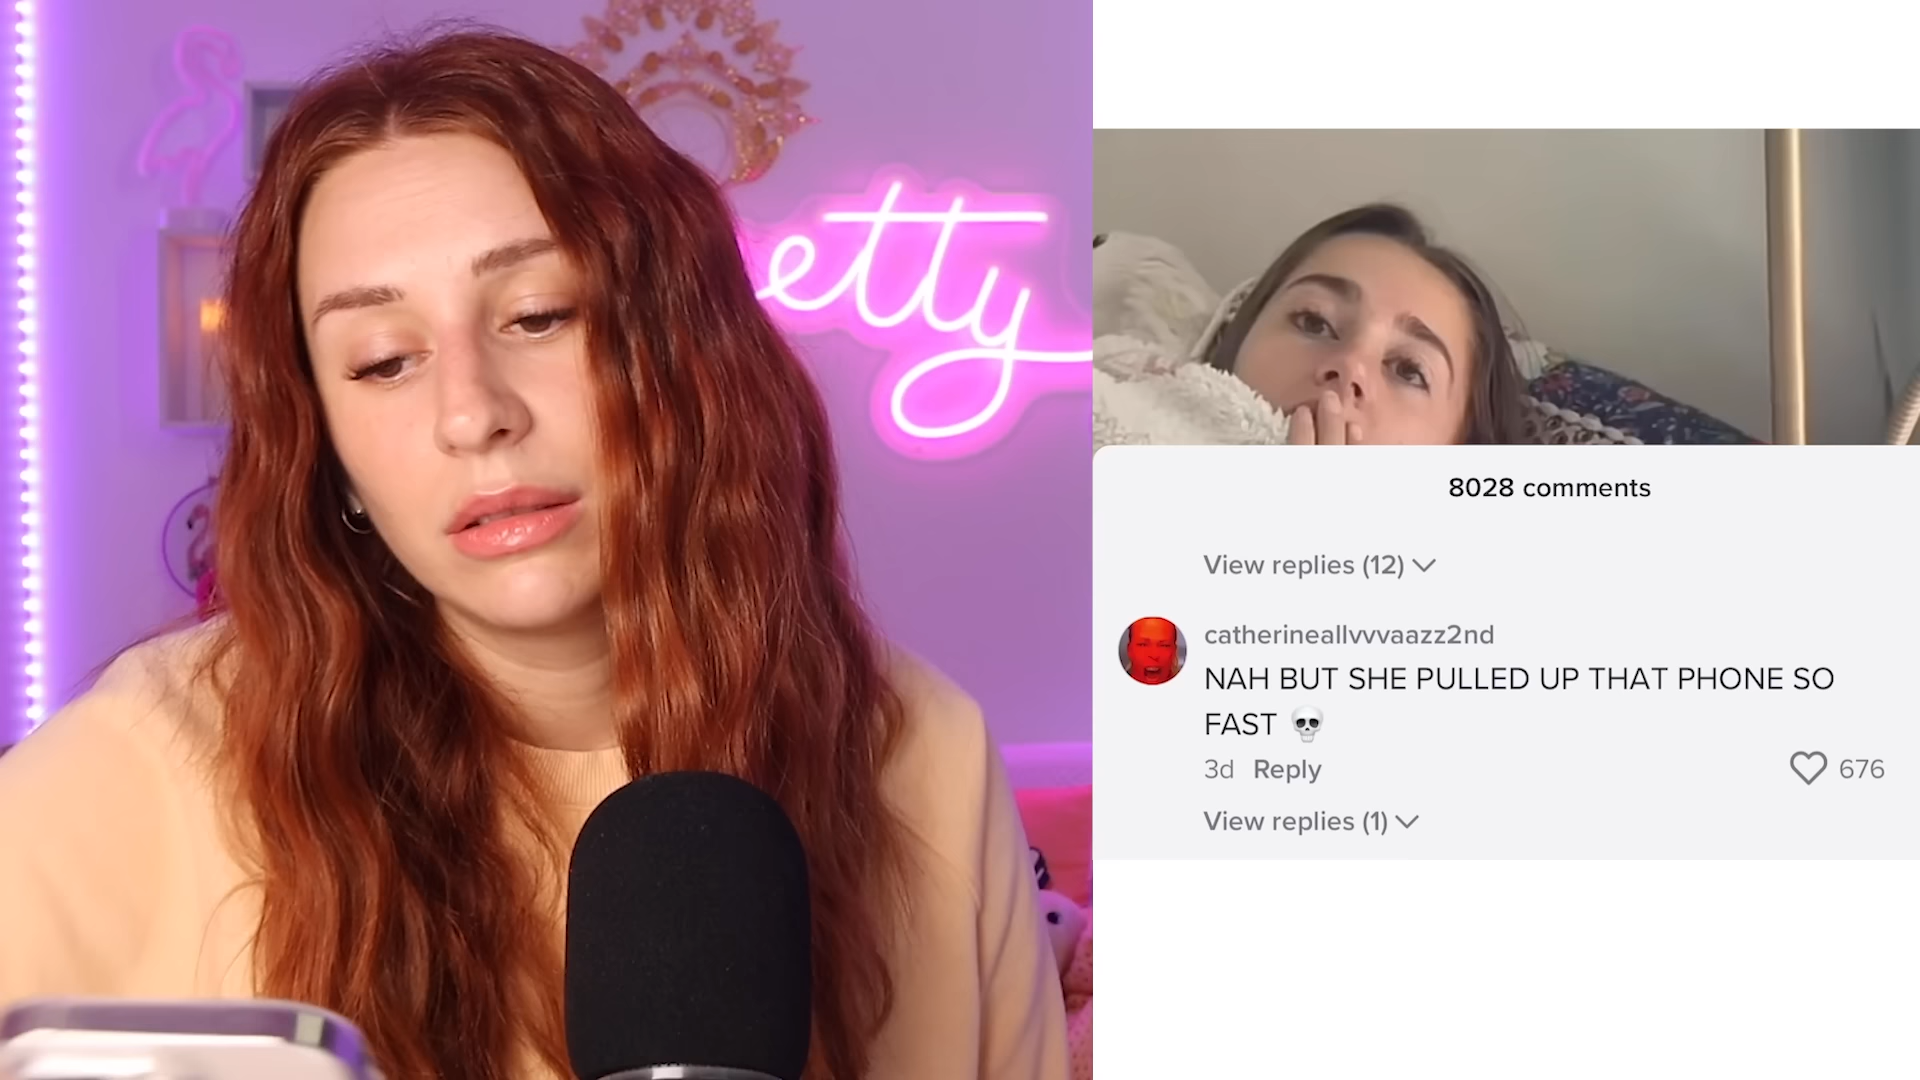 etty
8028 comments
View replies (12)
catherineallvvvaazz2nd
NAH BUT SHE PULLED UP THAT PHONE SO
FAST 💀
3d Reply
676
View replies (1)